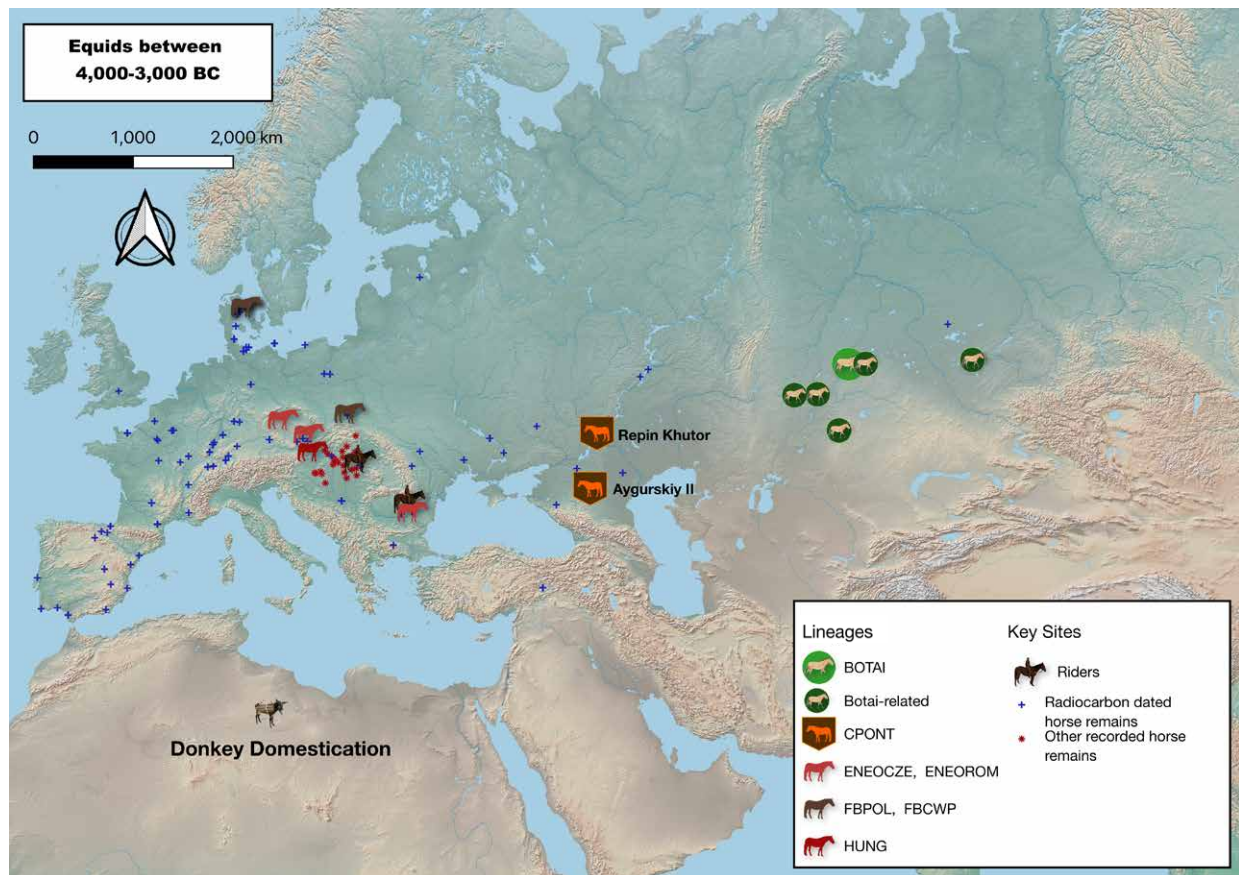 Equids between
4,000-3,000 BC
0 1,000 2,000 km
Repin Khutor
Aygurskiy II
Donkey Domestication
Lineages
BOTAI
Botai-related
CPONT
ENEOCZE, ENEOROM
FBPOL, FBCWP
HUNG
Key Sites
Riders
Radiocarbon dated
horse remains
Other recorded horse
remains